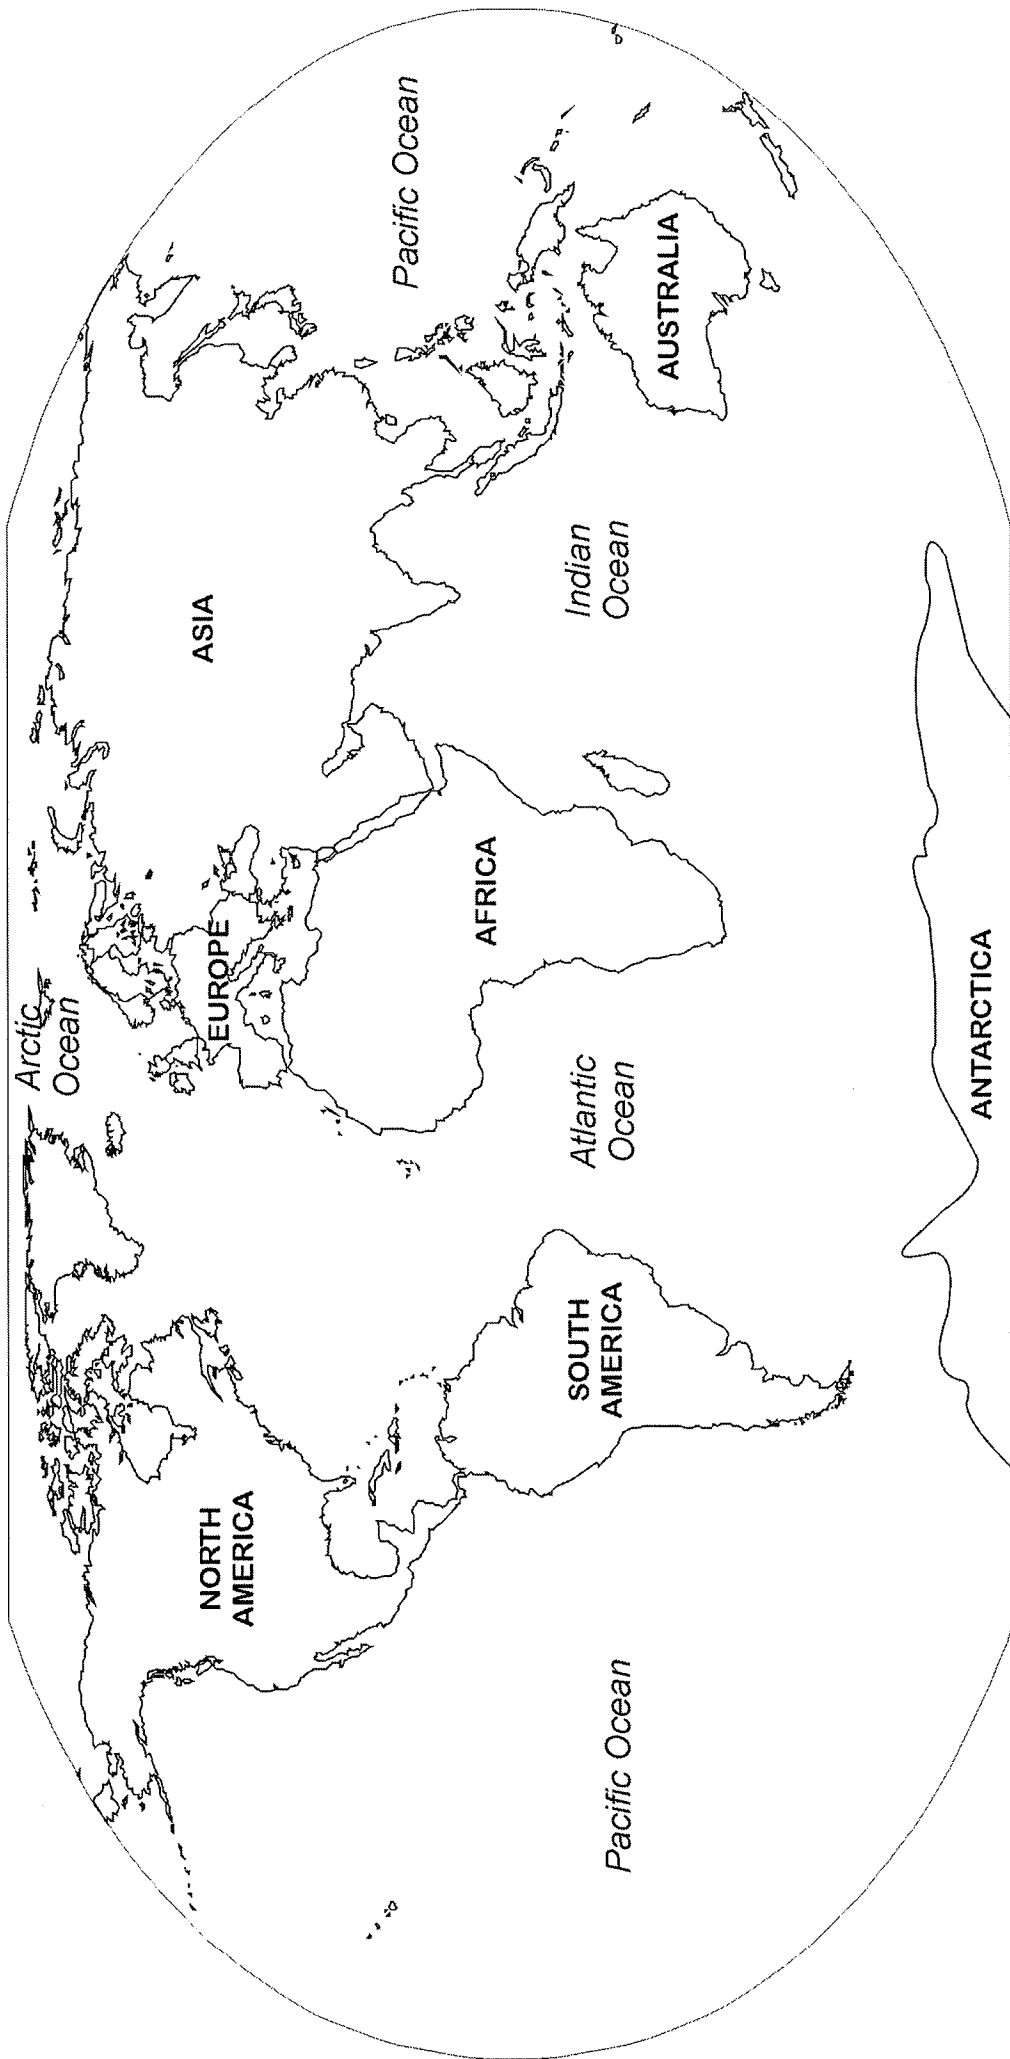 Arctic
Ocean
NORTH
AMERICA
EUROPE
ASIA
Pacific Ocean
AFRICA
Atlantic
Ocean
Indian
Ocean
SOUTH
AMERICA
AUSTRALIA
Pacific Ocean
ANTARCTICA